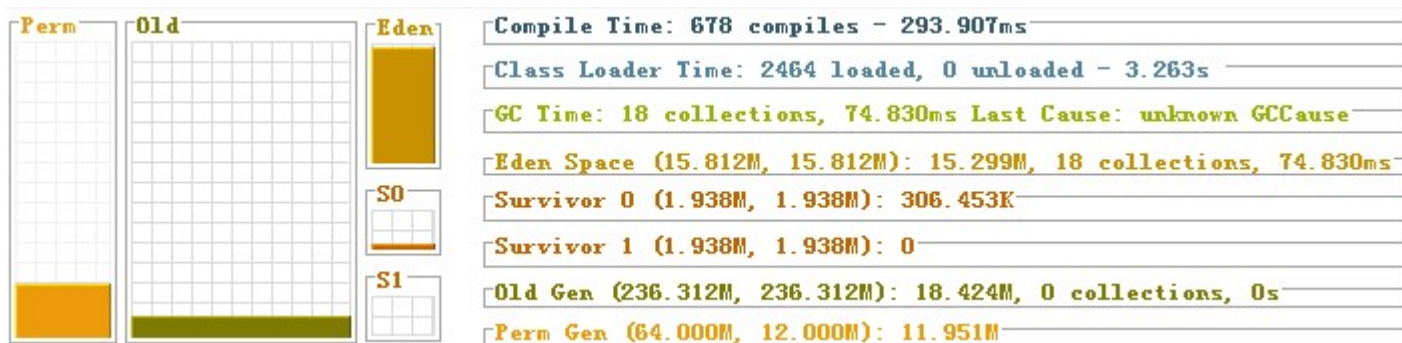 Perm
Old
Eden
S0
S1
Compile Time: 678 compiles - 293.907ms
Class Loader Time: 2464 loaded, 0 unloaded - 3.263s
GC Time: 18 collections, 74.830ms Last Cause: unknown GCCause
Eden Space (15.812M, 15.812M): 15.299M, 18 collections, 74.830ms
Survivor 0 (1.938M, 1.938M): 306.453K
Survivor 1 (1.938M, 1.938M): 0
Old Gen (236.312M, 236.312M): 18.424M, 0 collections, 0s
Perm Gen (64.000M, 12.000M): 11.951M